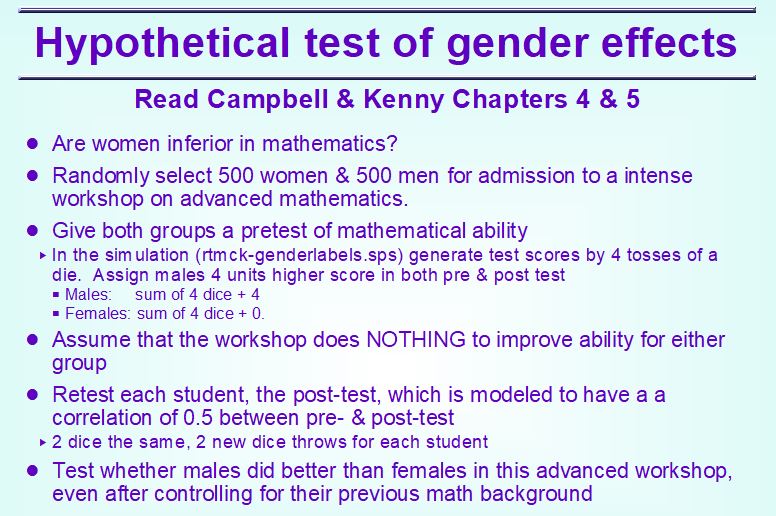 Hypothetical test of gender effects
Read Campbell & Kenny Chapters 4 & 5
● Are women inferior in mathematics?
● Randomly select 500 women & 500 men for admission to a intense
workshop on advanced mathematics.
● Give both groups a pretest of mathematical ability
▸ In the simulation (rtmck-genderlabels.sps) generate test scores by 4 tosses of a
die. Assign males 4 units higher score in both pre & post test
▪ Males: sum of 4 dice + 4
▪ Females: sum of 4 dice + 0.
● Assume that the workshop does NOTHING to improve ability for either
group
● Retest each student, the post-test, which is modeled to have a a
correlation of 0.5 between pre- & post-test
▸ 2 dice the same, 2 new dice throws for each student
● Test whether males did better than females in this advanced workshop,
even after controlling for their previous math background